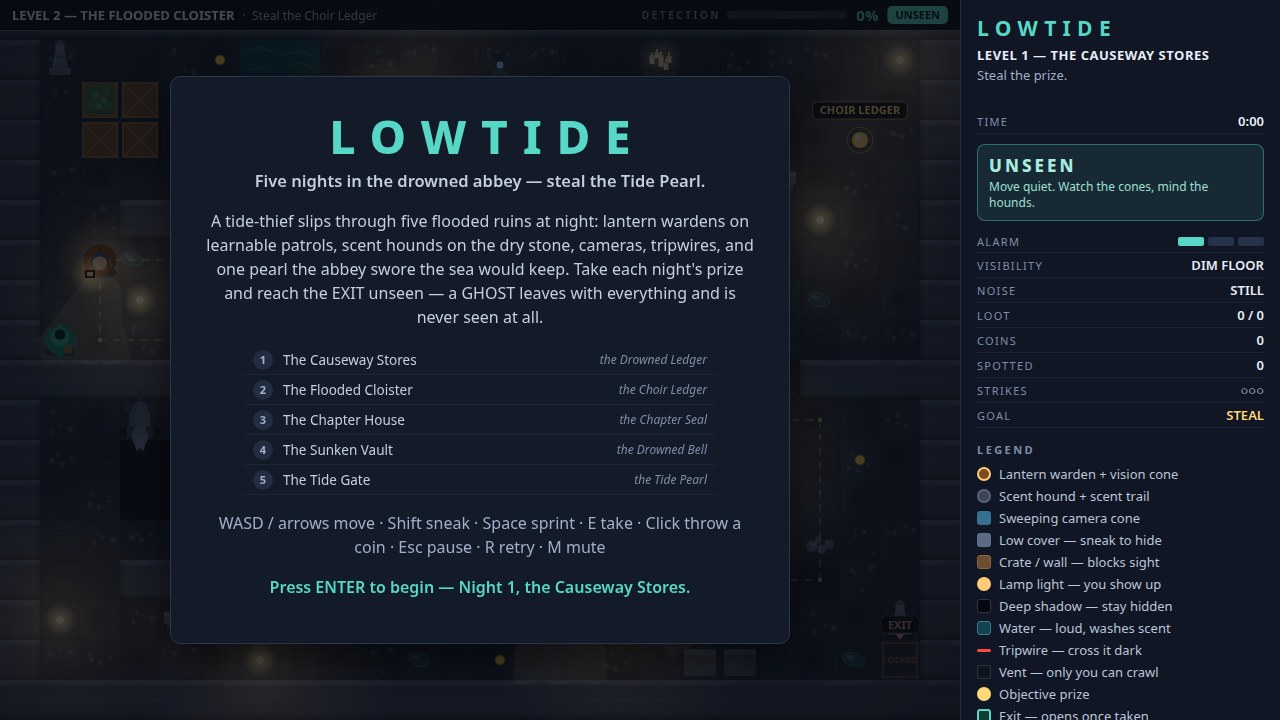 LEVEL 2 — THE FLOODED CLOISTER · Steal the Choir Ledger
DETECTION 0% UNSEEN
CHOIR LEDGER
EXIT
LOCKED
LOWTIDE
Five nights in the drowned abbey — steal the Tide Pearl.
A tide-thief slips through five flooded ruins at night: lantern wardens on
learnable patrols, scent hounds on the dry stone, cameras, tripwires, and
one pearl the abbey swore the sea would keep. Take each night's prize
and reach the EXIT unseen — a GHOST leaves with everything and is
never seen at all.
1 The Causeway Stores the Drowned Ledger
2 The Flooded Cloister the Choir Ledger
3 The Chapter House the Chapter Seal
4 The Sunken Vault the Drowned Bell
5 The Tide Gate the Tide Pearl
WASD / arrows move · Shift sneak · Space sprint · E take · Click throw a
coin · Esc pause · R retry · M mute
Press ENTER to begin — Night 1, the Causeway Stores.
LOWTIDE
LEVEL 1 — THE CAUSEWAY STORES
Steal the prize.
TIME 0:00
UNSEEN
Move quiet. Watch the cones, mind the
hounds.
ALARM
VISIBILITY DIM FLOOR
NOISE STILL
LOOT 0 / 0
COINS 0
SPOTTED 0
STRIKES ○○○
GOAL STEAL
LEGEND
Lantern warden + vision cone
Scent hound + scent trail
Sweeping camera cone
Low cover — sneak to hide
Crate / wall — blocks sight
Lamp light — you show up
Deep shadow — stay hidden
Water — loud, washes scent
Tripwire — cross it dark
Vent — only you can crawl
Objective prize
Exit — opens once taken